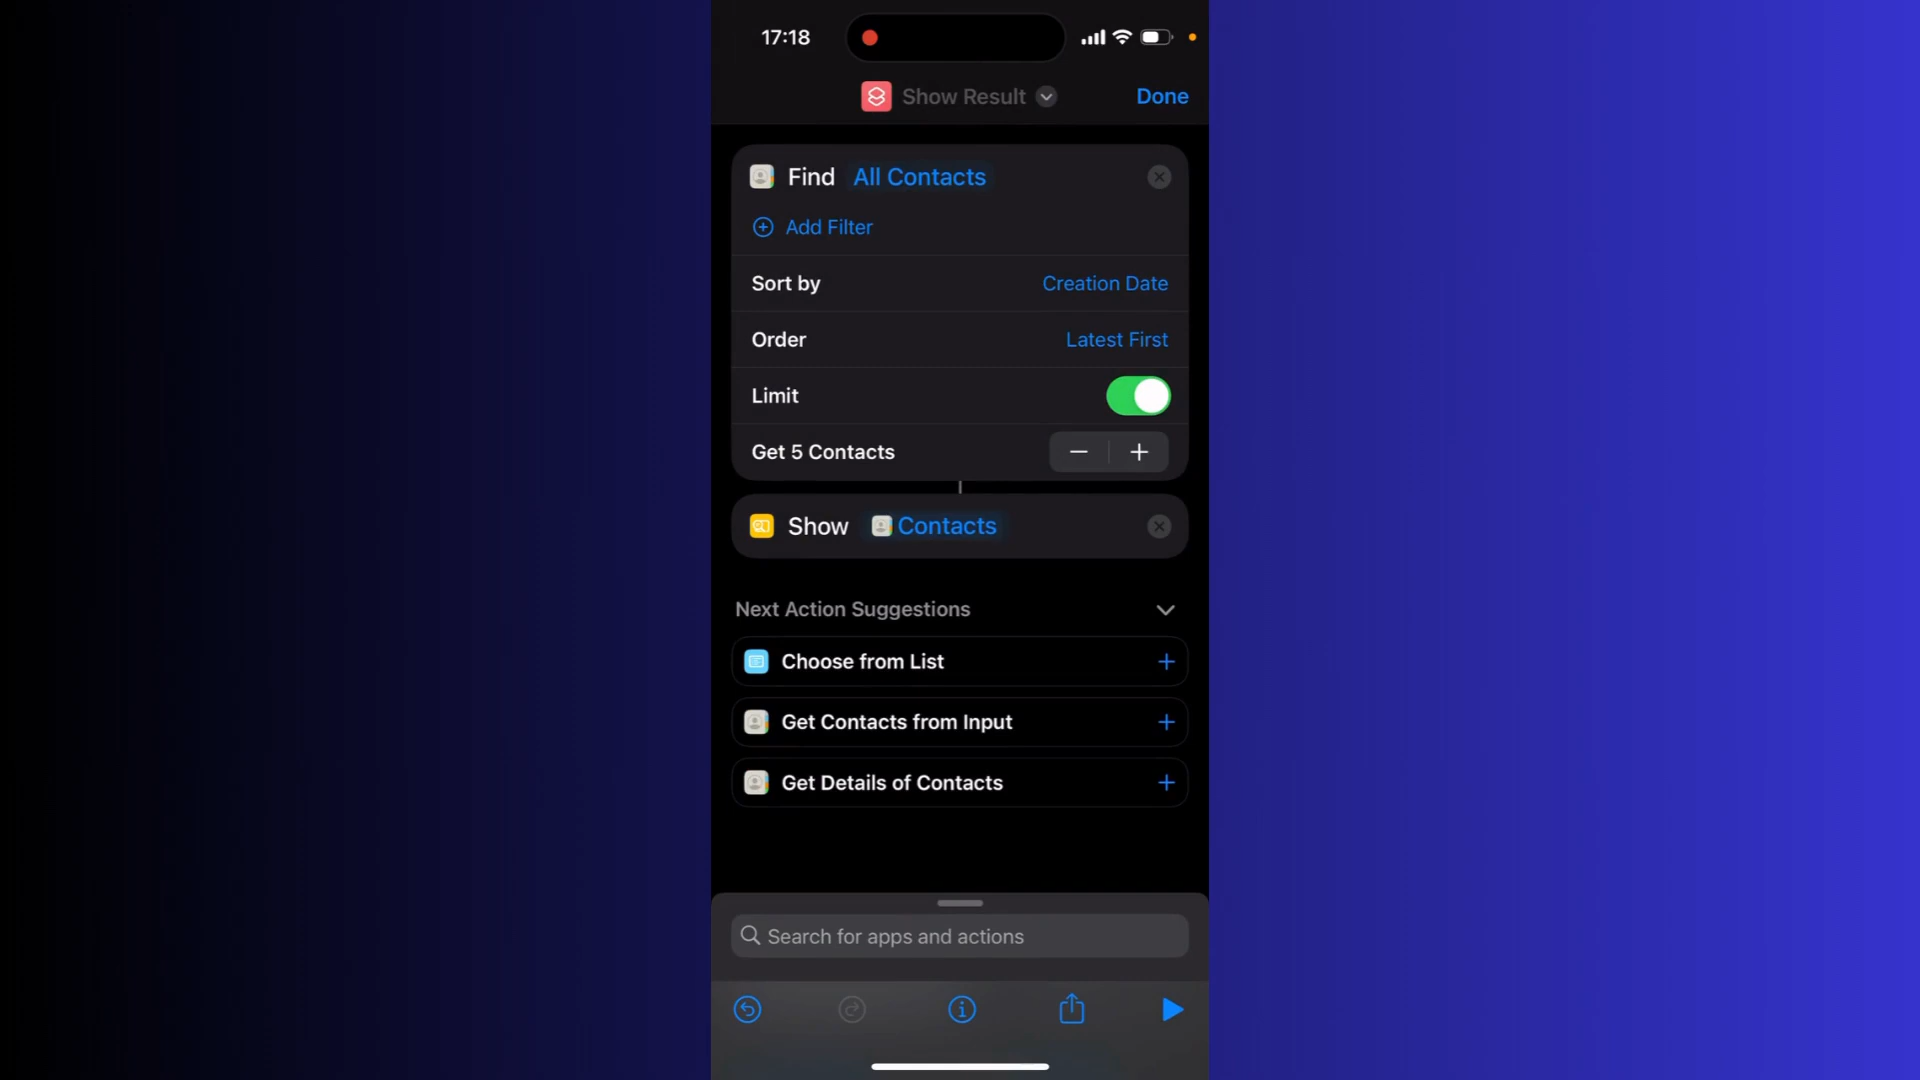 17:18
Show Result
Done
Find All Contacts
Add Filter
Sort by Creation Date
Order Latest First
Limit
Get 5 Contacts
Show Contacts
Next Action Suggestions
Choose from List
Get Contacts from Input
Get Details of Contacts
Search for apps and actions